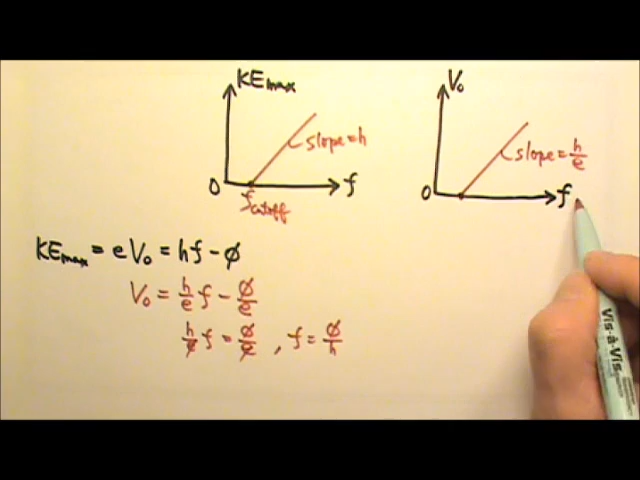 KEmax
slope=h
0
f
fcutoff
V₀
slope=h/e
0
f
KEmax = eV₀ = hf - φ
V₀ = h/e f - φ/e
h/e f = φ/e , f = φ/h
Vis-à-Vis